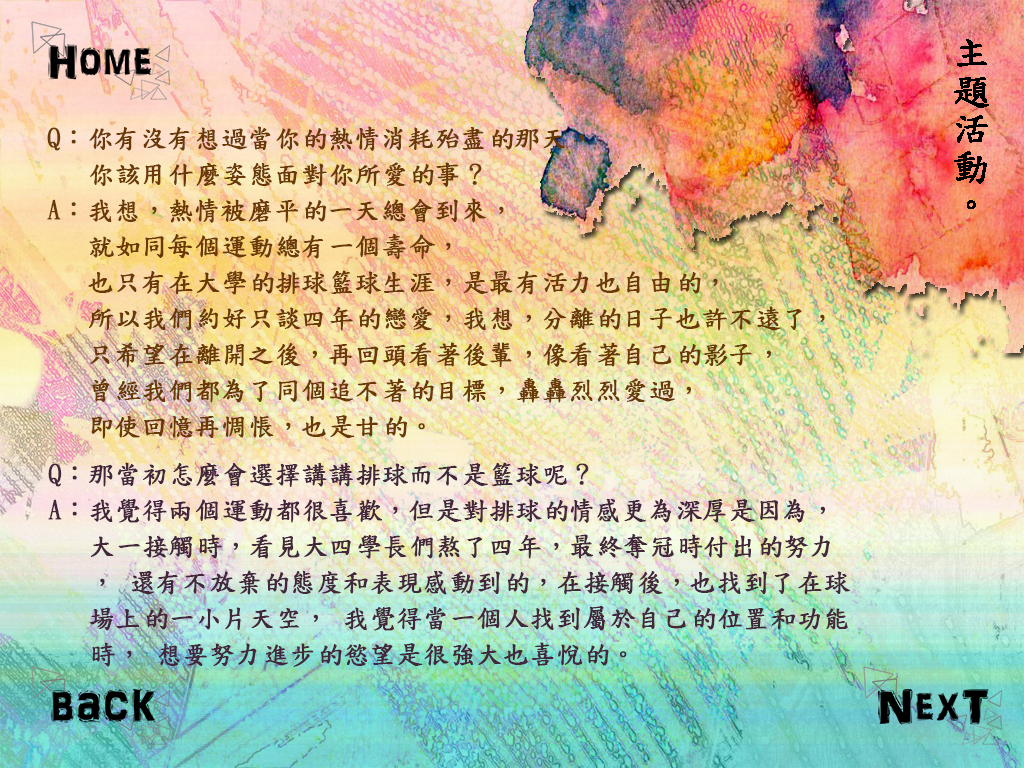 HOME
主題活動。
Q：你有沒有想過當你的熱情消耗殆盡的那天
你該用什麼姿態面對你所愛的事？
A：我想，熱情被磨平的一天總會到來，
就如同每個運動總有一個壽命，
也只有在大學的排球籃球生涯，是最有活力也自由的，
所以我們約好只談四年的戀愛，我想，分離的日子也許不遠了，
只希望在離開之後，再回頭看著後輩，像看著自己的影子，
曾經我們都為了同個追不著的目標，轟轟烈烈愛過，
即使回憶再惆悵，也是甘的。
Q：那當初怎麼會選擇講講排球而不是籃球呢？
A：我覺得兩個運動都很喜歡，但是對排球的情感更為深厚是因為，
大一接觸時，看見大四學長們熬了四年，最終奪冠時付出的努力
， 還有不放棄的態度和表現感動到的，在接觸後，也找到了在球
場上的一小片天空， 我覺得當一個人找到屬於自己的位置和功能
時， 想要努力進步的慾望是很強大也喜悅的。
BaCK
NEXT